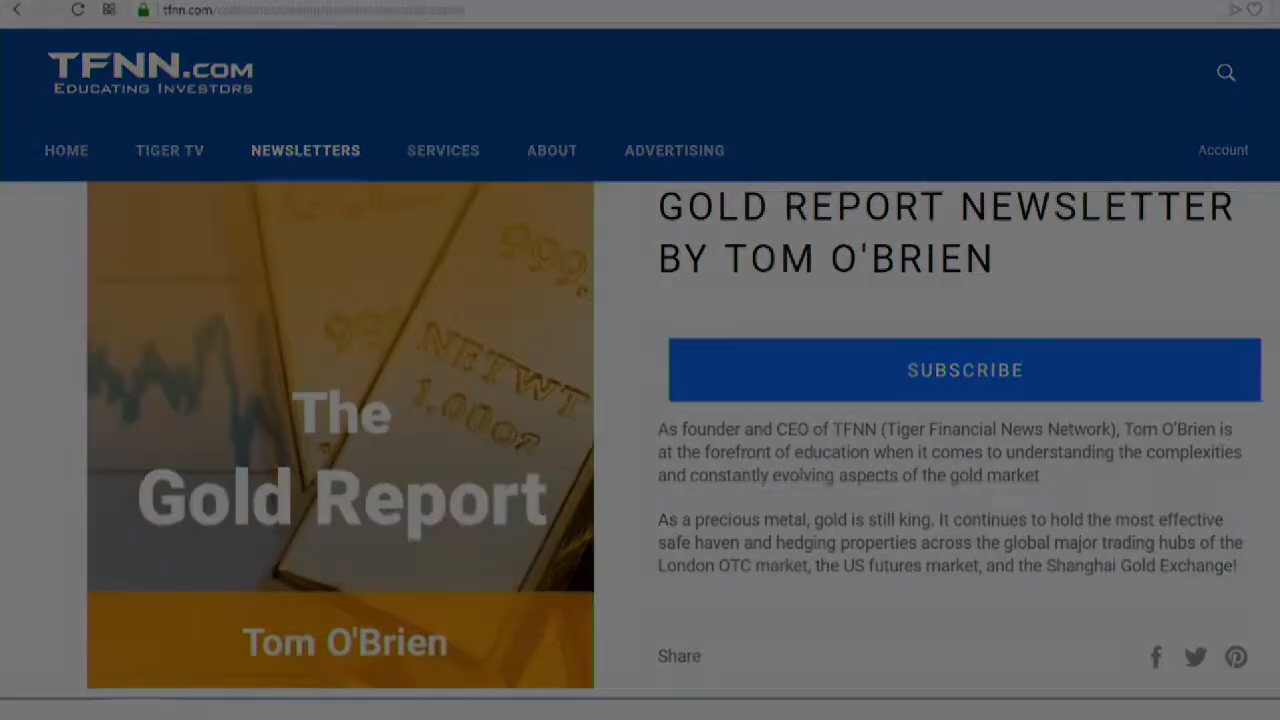 tfnn.com
TFNN.COM
EDUCATING INVESTORS
HOME TIGER TV NEWSLETTERS SERVICES ABOUT ADVERTISING Account
GOLD REPORT NEWSLETTER
BY TOM O'BRIEN
SUBSCRIBE
As founder and CEO of TFNN (Tiger Financial News Network), Tom O'Brien is
at the forefront of education when it comes to understanding the complexities
and constantly evolving aspects of the gold market
As a precious metal, gold is still king. It continues to hold the most effective
safe haven and hedging properties across the global major trading hubs of the
London OTC market, the US futures market, and the Shanghai Gold Exchange!
Share
999.
NETWT
1.00oz
The
Gold Report
Tom O'Brien